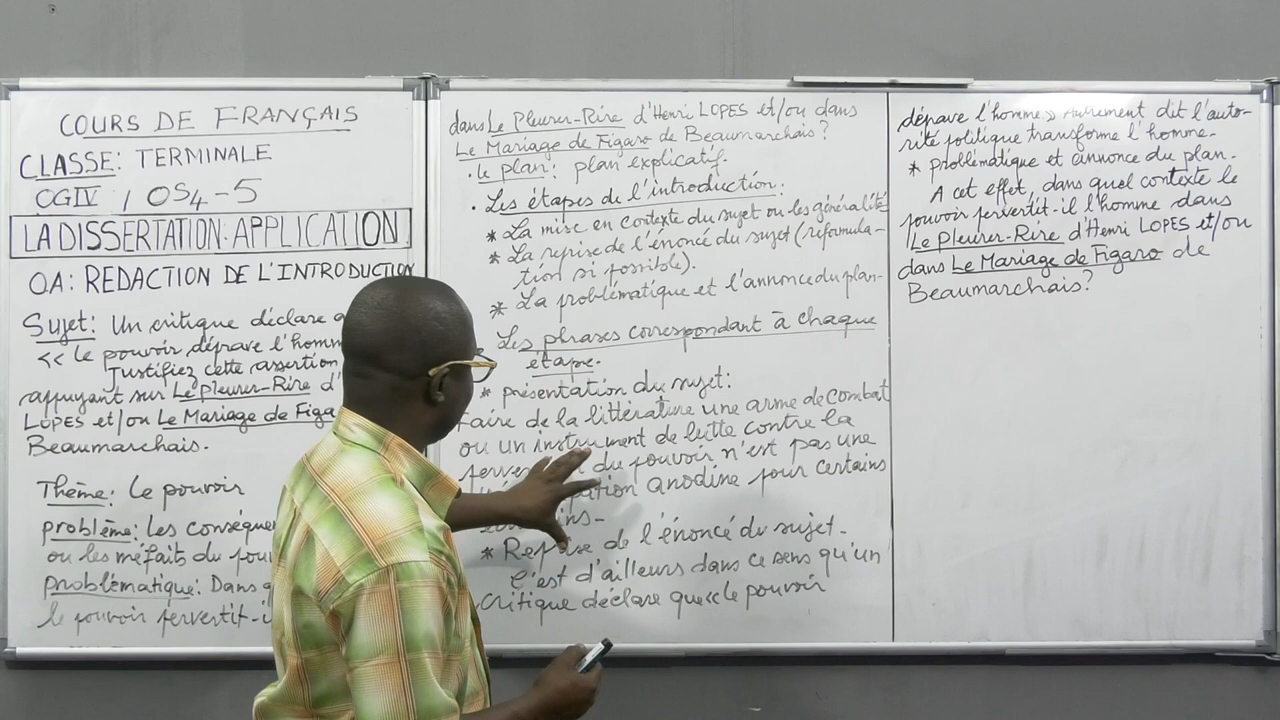 COURS DE FRANÇAIS
CLASSE: TERMINALE
CGIV / OS4-5
LA DISSERTATION: APPLICATION
OA: REDACTION DE L'INTRODUCTION
Sujet: Un critique déclare
<< Le pouvoir déprave l'homm
Justifiez cette assertion
appuyant sur Le Pleurer-Rire d'
LOPES et/ou Le Mariage de Figa
Beaumarchais.
Thème: Le pouvoir
problème: Les conséque
ou les méfaits du pou
problèmatique: Dans
le pouvoir pervertit-i
dans Le Pleurer-Rire d'Henri LOPES et/ou dans
Le Mariage de Figaro de Beaumarchais?
. le plan: plan explicatif.
. Les étapes de l'introduction:
* La mise en contexte du sujet ou les généralités
* La reprise de l'énoncé du sujet (reformula-
tion si possible).
* La problématique et l'annonce du plan-
Les phrases correspondant à chaque
étape.
* présentation du sujet:
Faire de la littérature une arme de combat
ou un instrument de lutte contre la
perver du pouvoir n'est pas une
pation anodine pour certains
ins-
* Reprise de l'énoncé du sujet-
C'est d'ailleurs dans ce sens qu'un
critique déclare que << le pouvoir
déprave l'homme.>> Autrement dit l'auto-
rité politique transforme l'homme.
* problématique et annonce du plan-
A cet effet, dans quel contexte le
pouvoir pervertit-il l'homme dans
Le Pleurer-Rire d'Henri LOPES et/ou
dans Le Mariage de Figaro de
Beaumarchais?